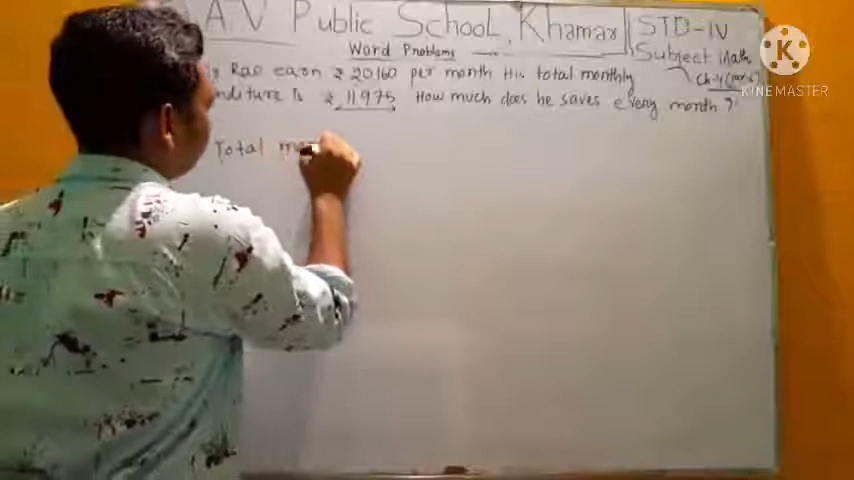 A V Public School, Khamar STD-IV
Word Problems Subject Math
Rao earn ₹ 20160 per month His total monthly
nditure is ₹ 11975 How much does he saves every month ?
Total
KINEMASTER